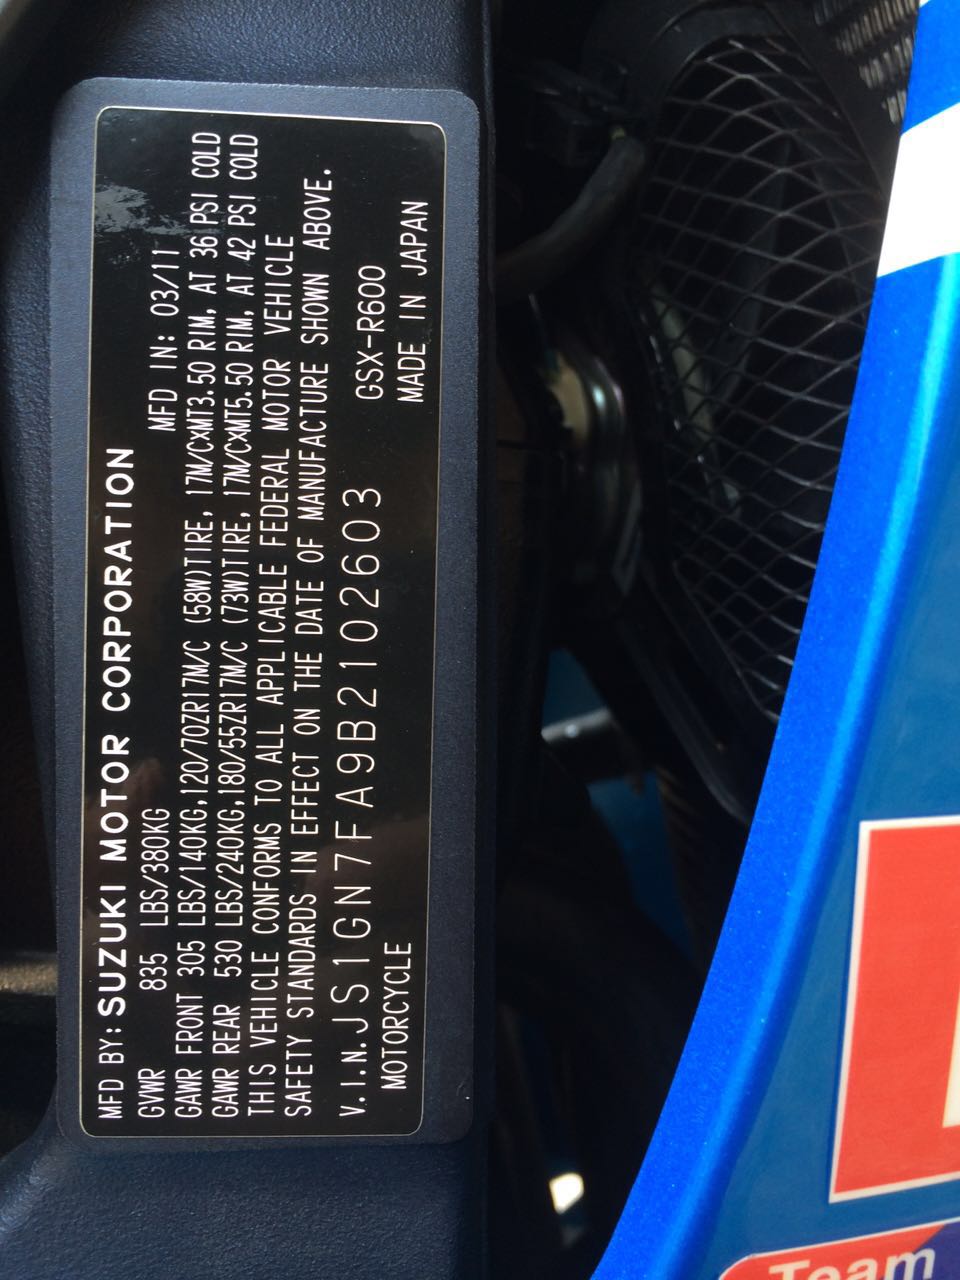 MFD BY: SUZUKI MOTOR CORPORATION
GVWR 835 LBS/380KG MFD IN: 03/11
GAWR FRONT 305 LBS/140KG,120/70ZR17M/C (58W)TIRE, 17M/CXMT3.50 RIM, AT 36 PSI COLD
GAWR REAR 530 LBS/240KG,180/55ZR17M/C (73W)TIRE, 17M/CXMT5.50 RIM, AT 42 PSI COLD
THIS VEHICLE CONFORMS TO ALL APPLICABLE FEDERAL MOTOR VEHICLE
SAFETY STANDARDS IN EFFECT ON THE DATE OF MANUFACTURE SHOWN ABOVE.
V.I.N.JS1GN7FA9B2102603 GSX-R600
MOTORCYCLE MADE IN JAPAN
Team